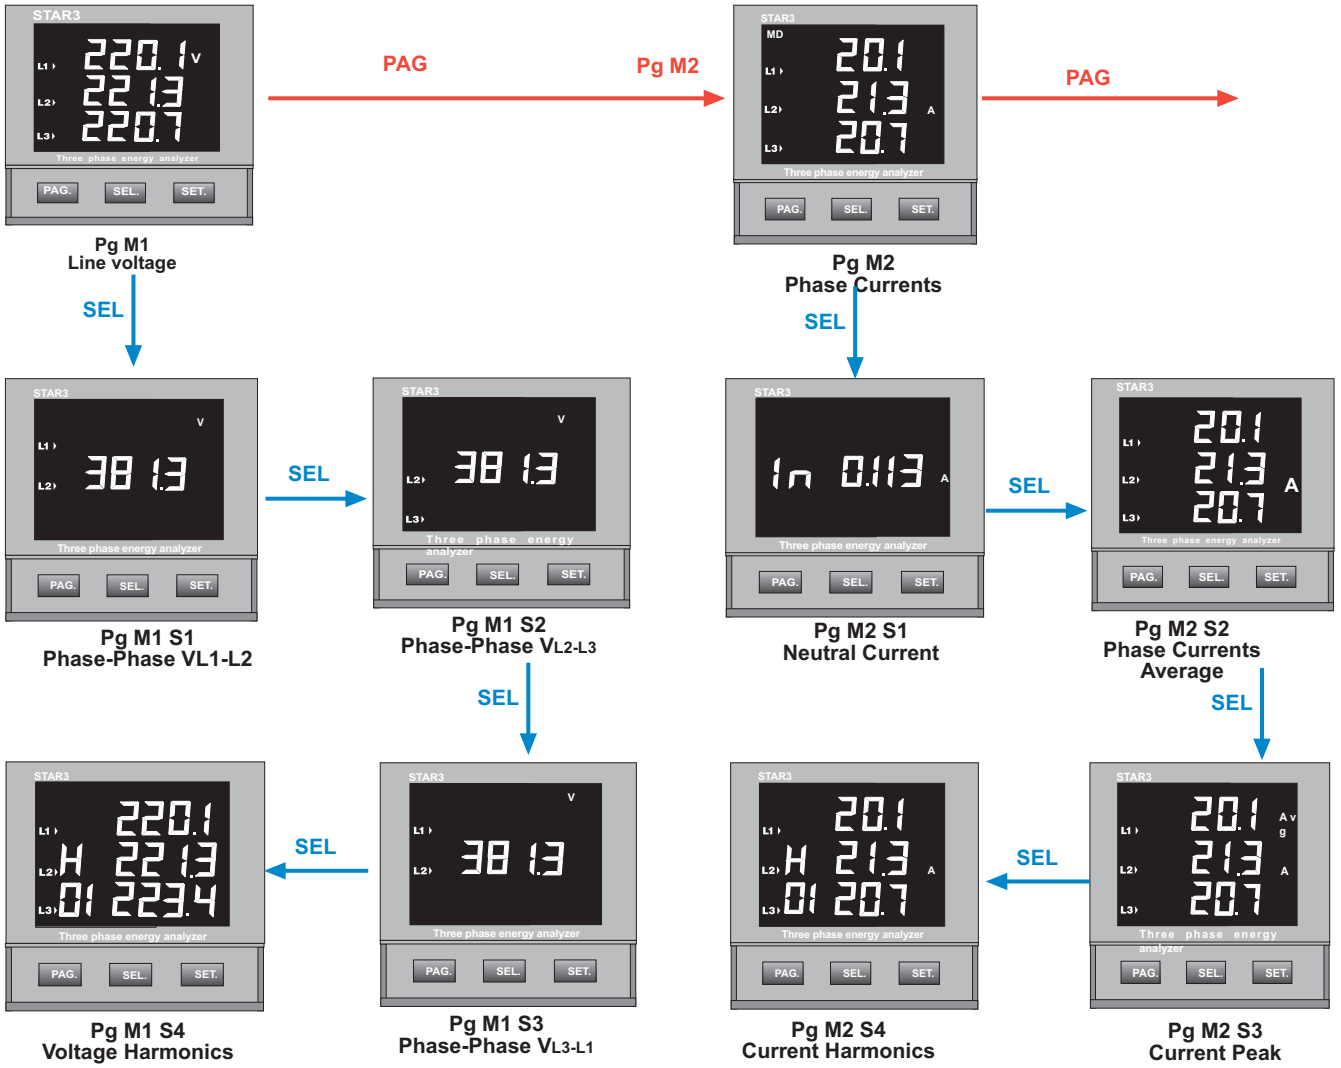 STAR3
L1 220.1 V
L2 221.3
L3 220.7
Three phase energy analyzer
PAG. SEL. SET.
Pg M1
Line voltage
PAG
Pg M2
STAR3
MD
L1 20.1
L2 21.3 A
L3 20.7
Three phase energy analyzer
PAG. SEL. SET.
Pg M2
Phase Currents
PAG
SEL
SEL
STAR3
V
L1
L2 381.3
Three phase energy analyzer
PAG. SEL. SET.
Pg M1 S1
Phase-Phase VL1-L2
SEL
STAR3
V
L2 381.3
L3
Three phase energy
analyzer
PAG. SEL. SET.
Pg M1 S2
Phase-Phase VL2-L3
STAR3
In 0.113 A
Three phase energy analyzer
PAG. SEL. SET.
Pg M2 S1
Neutral Current
SEL
STAR3
L1 20.1
L2 21.3 A
L3 20.7
Three phase energy analyzer
PAG. SEL. SET.
Pg M2 S2
Phase Currents
Average
SEL
SEL
STAR3
L1 220.1
L2 H 221.3
L3 01 223.4
Three phase energy analyzer
PAG. SEL. SET.
Pg M1 S4
Voltage Harmonics
SEL
STAR3
V
L1
L2 381.3
Three phase energy analyzer
PAG. SEL. SET.
Pg M1 S3
Phase-Phase VL3-L1
STAR3
L1 20.1
L2 H 21.3 A
L3 01 20.7
Three phase energy analyzer
PAG. SEL. SET.
Pg M2 S4
Current Harmonics
SEL
STAR3
L1 20.1 A v
g
L2 21.3 A
L3 20.7
Three phase energy
analyzer
PAG. SEL. SET.
Pg M2 S3
Current Peak